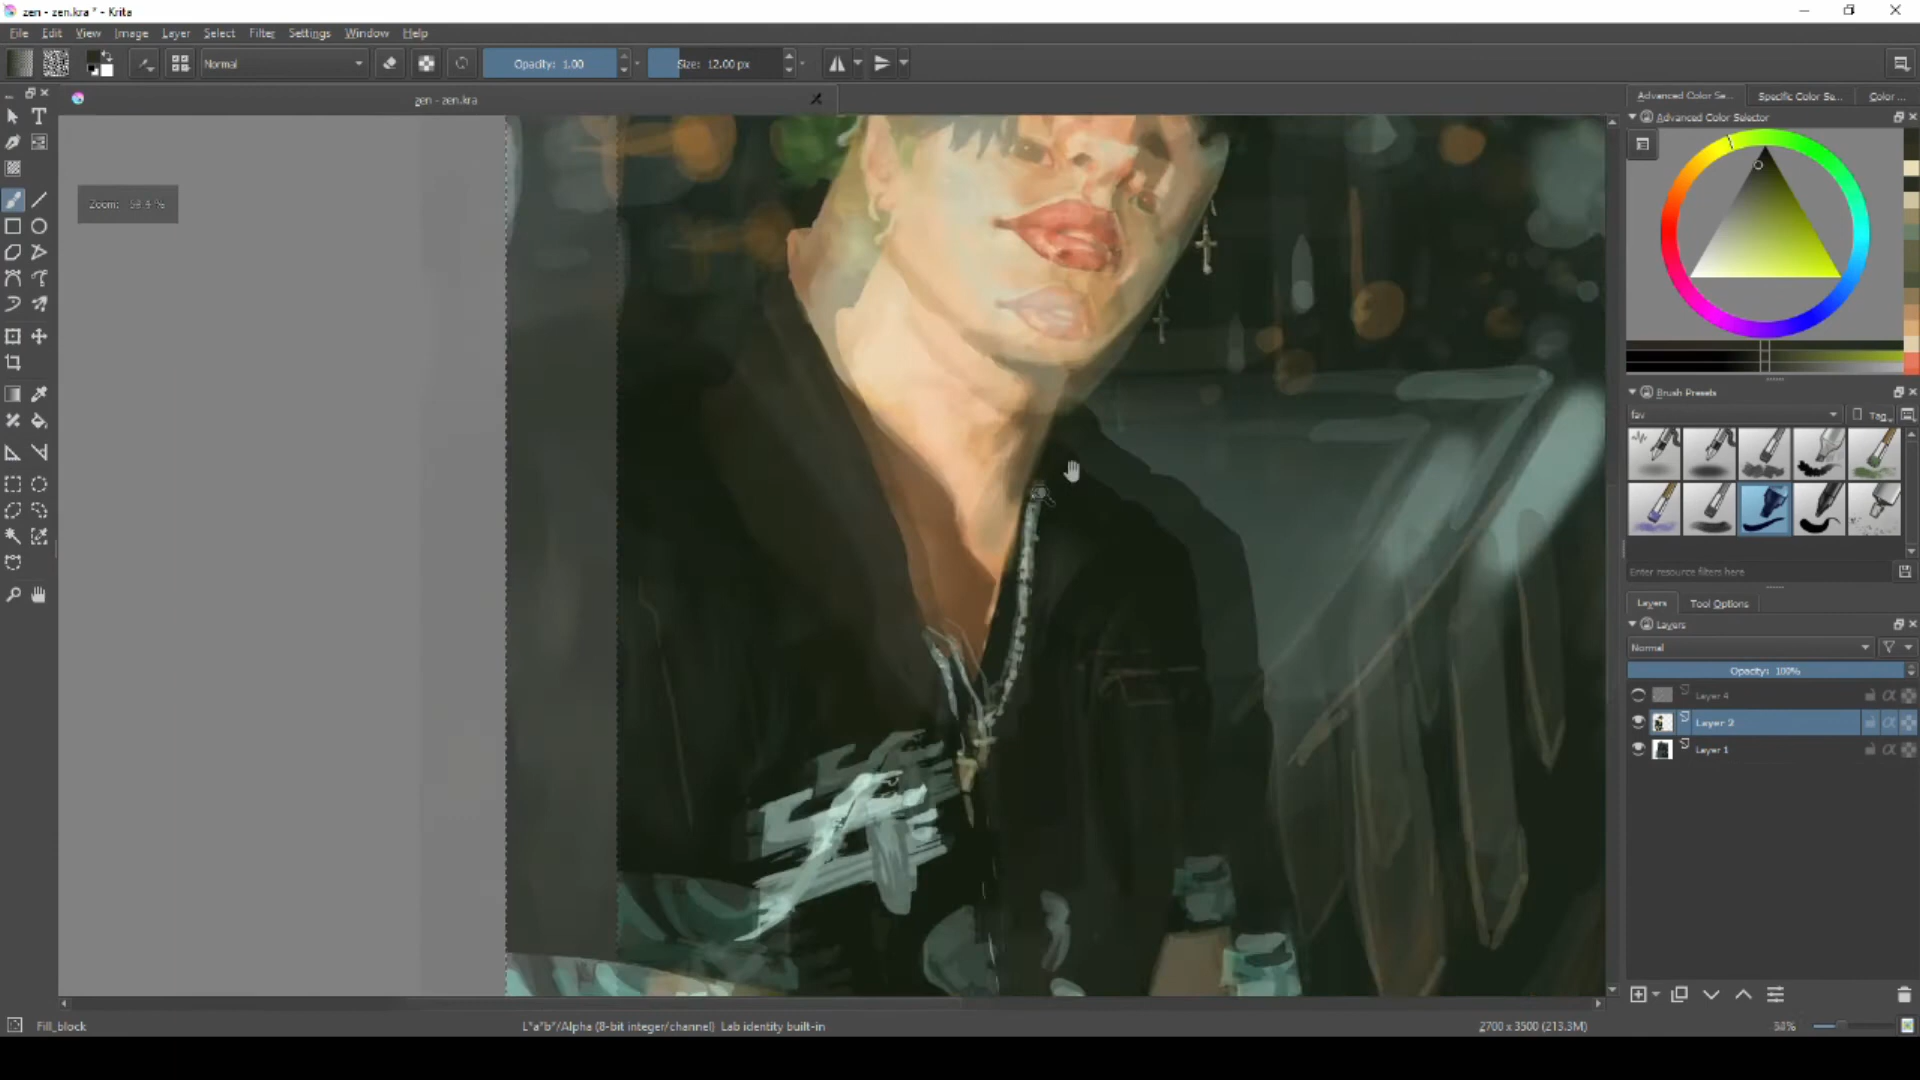 zen - zen.kra * - Krita
File Edit View Image Layer Select Filter Settings Window Help
Normal Opacity: 1.00 Size: 12.00 px
zen - zen.kra
Advanced Color Se... Specific Color Se... Color ...
Advanced Color Selector
Brush Presets
fav Tag
Enter resource filters here
Layers Tool Options
Layers
Normal
Opacity: 100%
Layer 4
Layer 2
Layer 1
Zoom:
Fill_block L*a*b*/Alpha (8-bit integer/channel) Lab identity built-in 2700 x 3500 (213.3M) 58%